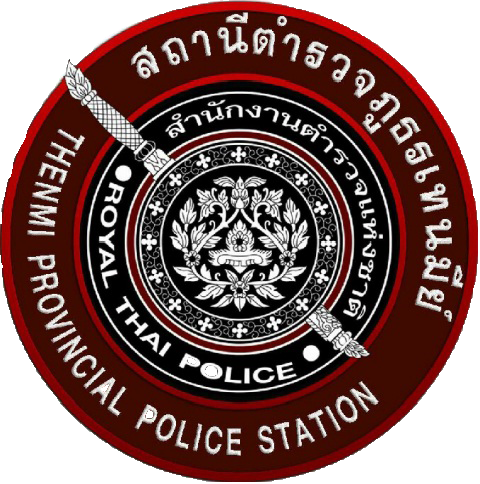 สถานีตำรวจภูธรเทนมีย์
THENMI PROVINCIAL POLICE STATION
สำนักงานตำรวจแห่งชาติ
ROYAL THAI POLICE